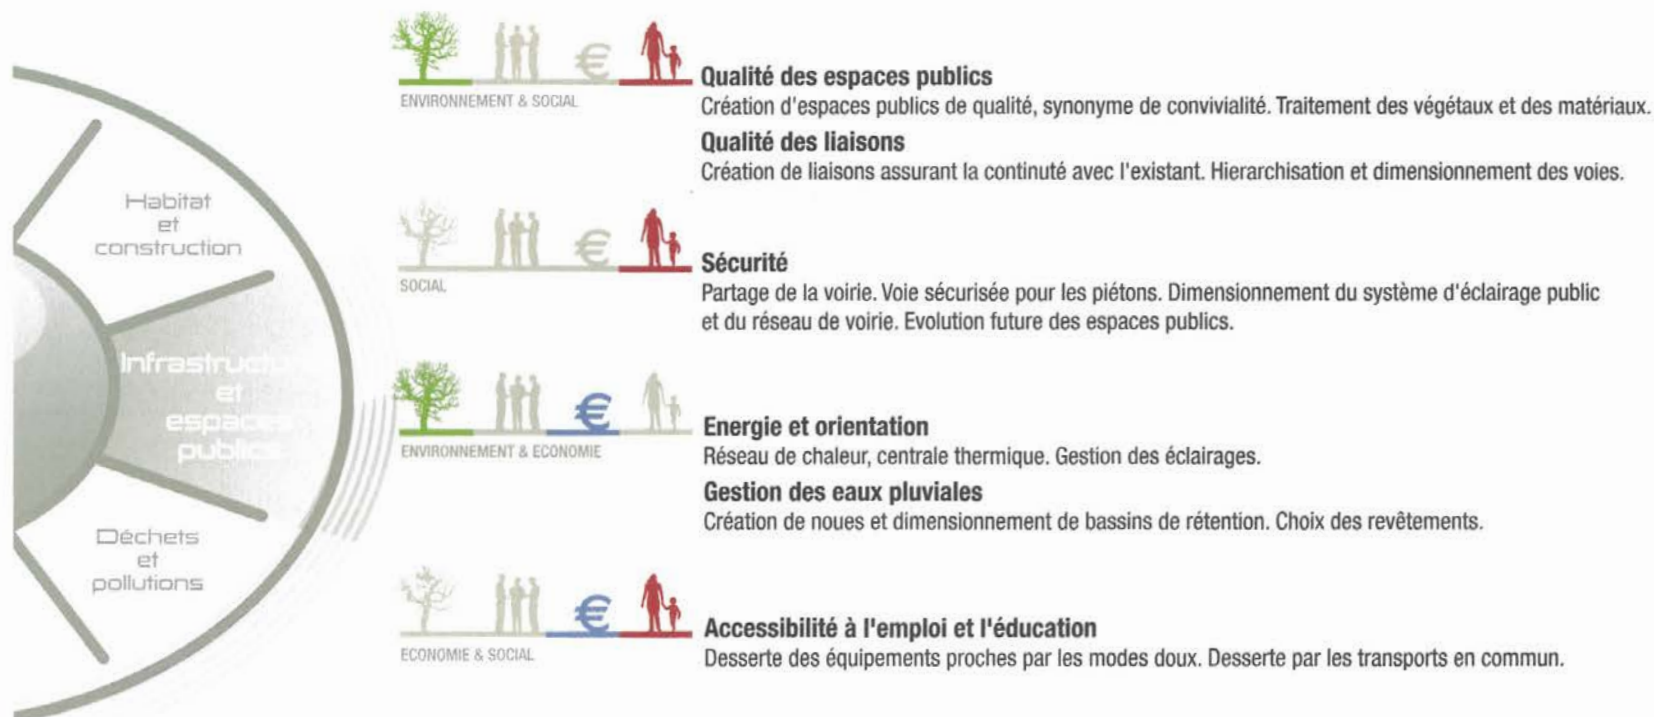 Habitat
et
construction
Infrastructu
et
espaces
publics
Déchets
et
pollutions
ENVIRONNEMENT & SOCIAL
Qualité des espaces publics
Création d'espaces publics de qualité, synonyme de convivialité. Traitement des végétaux et des matériaux.
Qualité des liaisons
Création de liaisons assurant la continuté avec l'existant. Hierarchisation et dimensionnement des voies.
SOCIAL
Sécurité
Partage de la voirie. Voie sécurisée pour les piétons. Dimensionnement du système d'éclairage public
et du réseau de voirie. Evolution future des espaces publics.
€
ENVIRONNEMENT & ECONOMIE
Energie et orientation
Réseau de chaleur, centrale thermique. Gestion des éclairages.
Gestion des eaux pluviales
Création de noues et dimensionnement de bassins de rétention. Choix des revêtements.
€
ECONOMIE & SOCIAL
Accessibilité à l'emploi et l'éducation
Desserte des équipements proches par les modes doux. Desserte par les transports en commun.